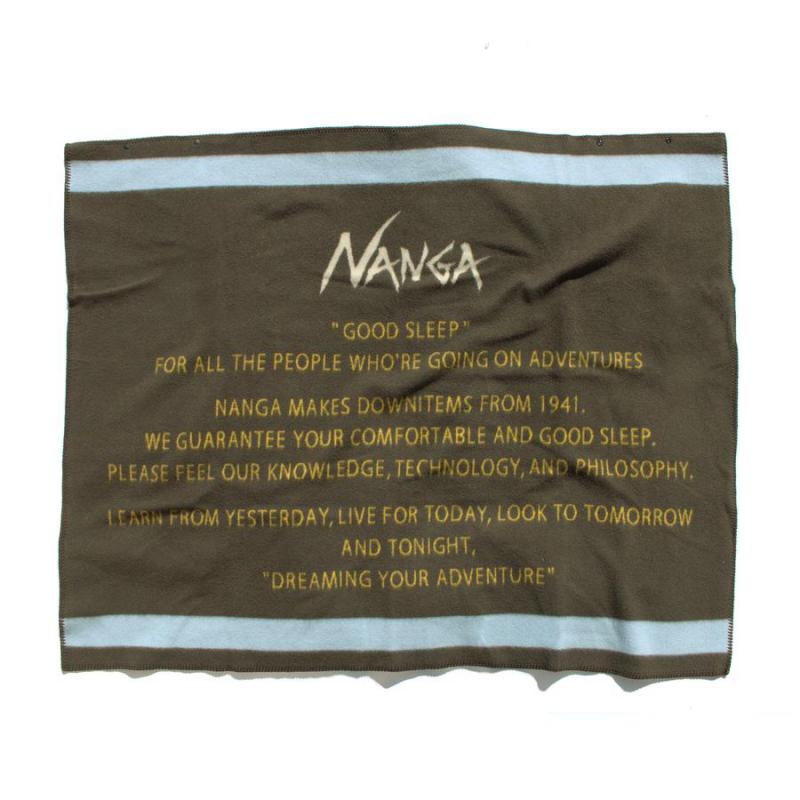 NANGA
"GOOD SLEEP"
FOR ALL THE PEOPLE WHO'RE GOING ON ADVENTURES
NANGA MAKES DOWNITEMS FROM 1941.
WE GUARANTEE YOUR COMFORTABLE AND GOOD SLEEP.
PLEASE FEEL OUR KNOWLEDGE, TECHNOLOGY, AND PHILOSOPHY.
LEARN FROM YESTERDAY, LIVE FOR TODAY, LOOK TO TOMORROW
AND TONIGHT,
"DREAMING YOUR ADVENTURE"